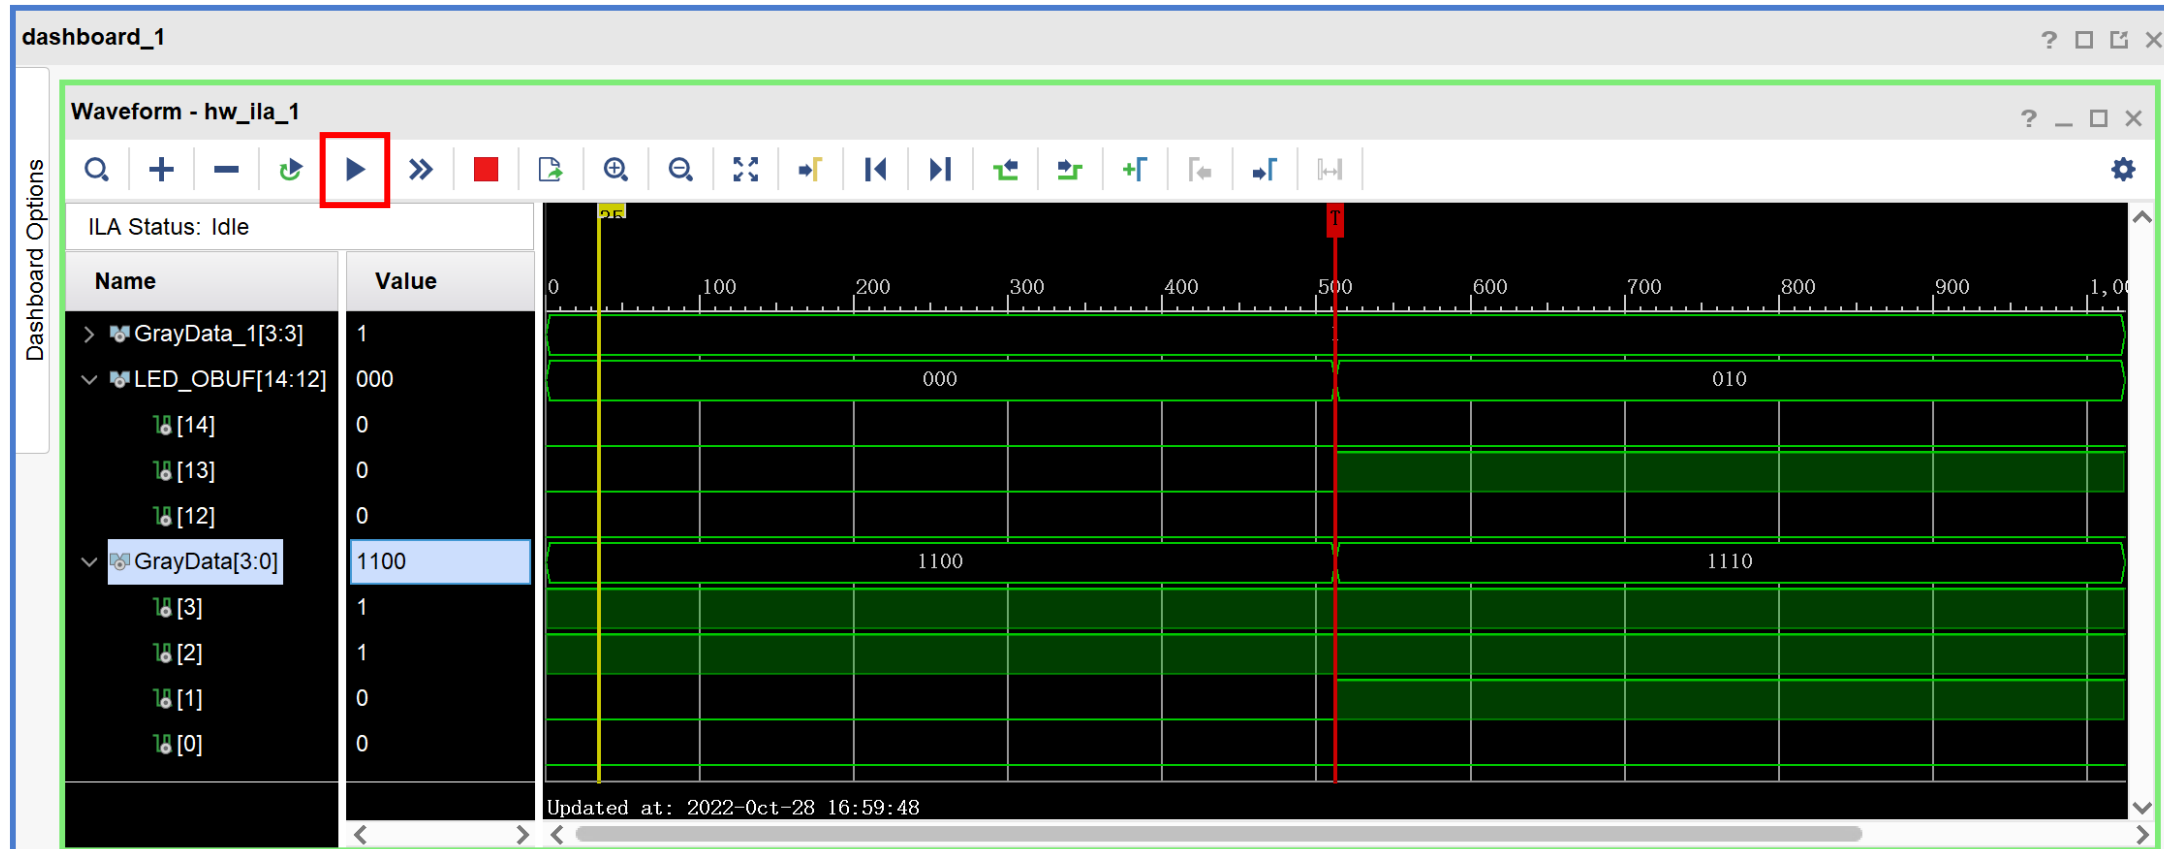 dashboard_1
Dashboard Options
Waveform - hw_ila_1
ILA Status: Idle
Name Value
0 100 200 300 400 500 600 700 800 900 1,00
T
GrayData_1[3:3] 1
LED_OBUF[14:12] 000 000 010
[14] 0
[13] 0
[12] 0
GrayData[3:0] 1100 1100 1110
[3] 1
[2] 1
[1] 0
[0] 0
Updated at: 2022-Oct-28 16:59:48